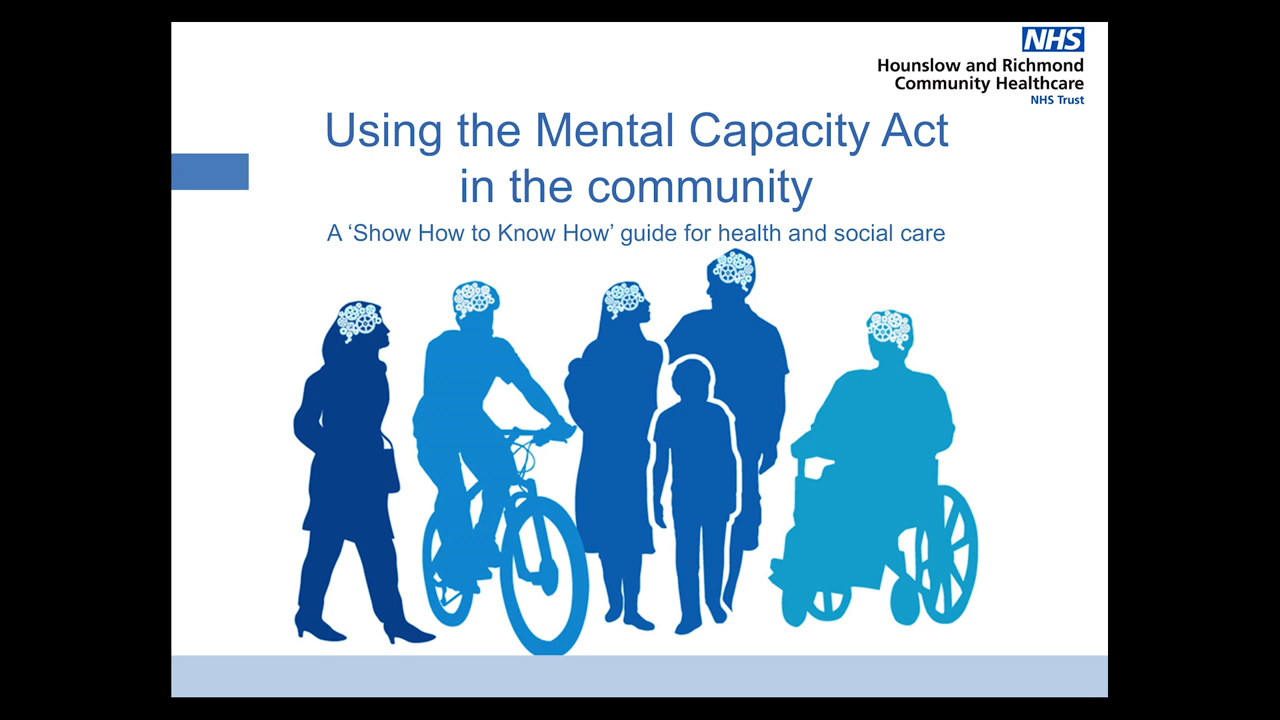 NHS
Hounslow and Richmond
Community Healthcare
NHS Trust
Using the Mental Capacity Act
in the community
A ‘Show How to Know How’ guide for health and social care